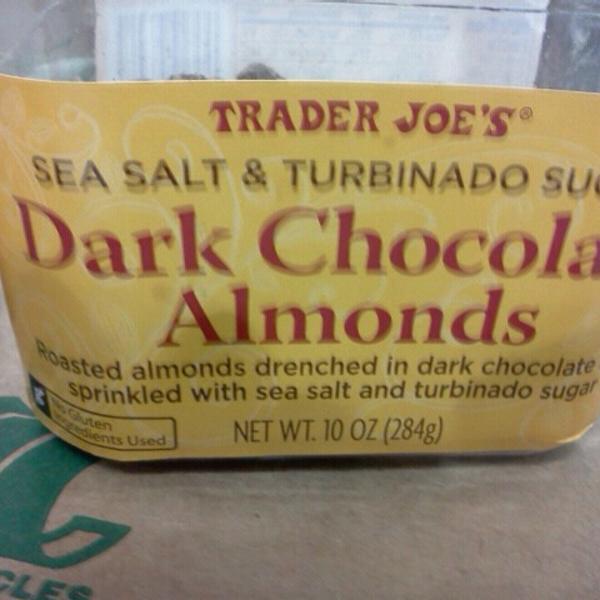 TRADER JOE'S®
SEA SALT & TURBINADO SU
Dark Chocola
Almonds
Roasted almonds drenched in dark chocolate
sprinkled with sea salt and turbinado sugar
No Gluten
Ingredients Used
NET WT. 10 OZ (284g)
CLES